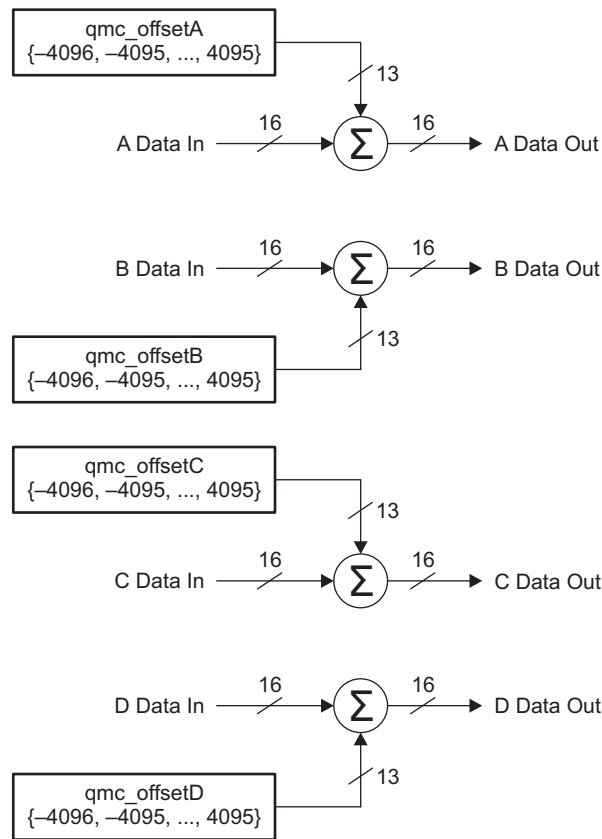 qmc_offsetA
{–4096, –4095, ..., 4095}
13
16
16
A Data In
Σ
A Data Out
16
16
B Data In
Σ
B Data Out
13
qmc_offsetB
{–4096, –4095, ..., 4095}
qmc_offsetC
{–4096, –4095, ..., 4095}
13
16
16
C Data In
Σ
C Data Out
16
16
D Data In
Σ
D Data Out
13
qmc_offsetD
{–4096, –4095, ..., 4095}